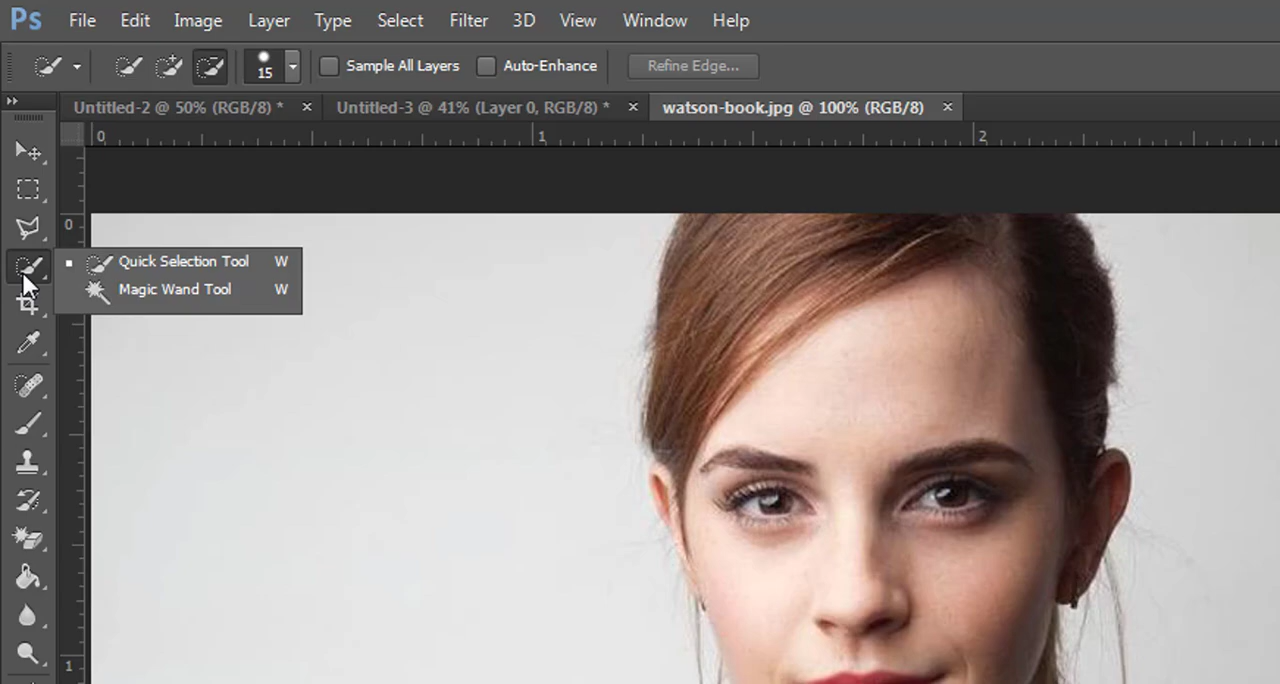 Ps File Edit Image Layer Type Select Filter 3D View Window Help
15 Sample All Layers Auto-Enhance Refine Edge...
Untitled-2 @ 50% (RGB/8) * × Untitled-3 @ 41% (Layer 0, RGB/8) * × watson-book.jpg @ 100% (RGB/8) ×
0 1 2
0
Quick Selection Tool W
Magic Wand Tool W
1